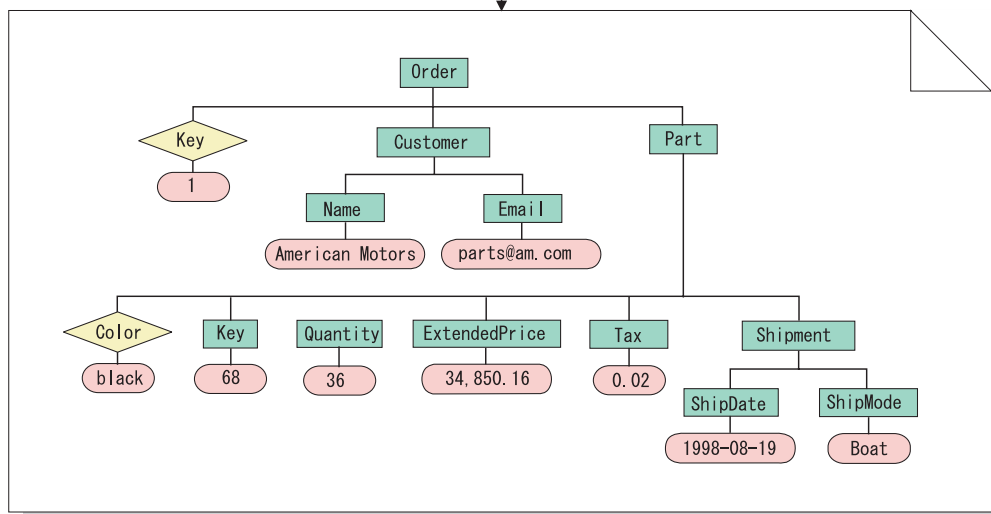 Order
Key
Customer
Part
1
Name
Email
American Motors
parts@am.com
Color
Key
Quantity
ExtendedPrice
Tax
Shipment
black
68
36
34,850.16
0.02
ShipDate
ShipMode
1998-08-19
Boat